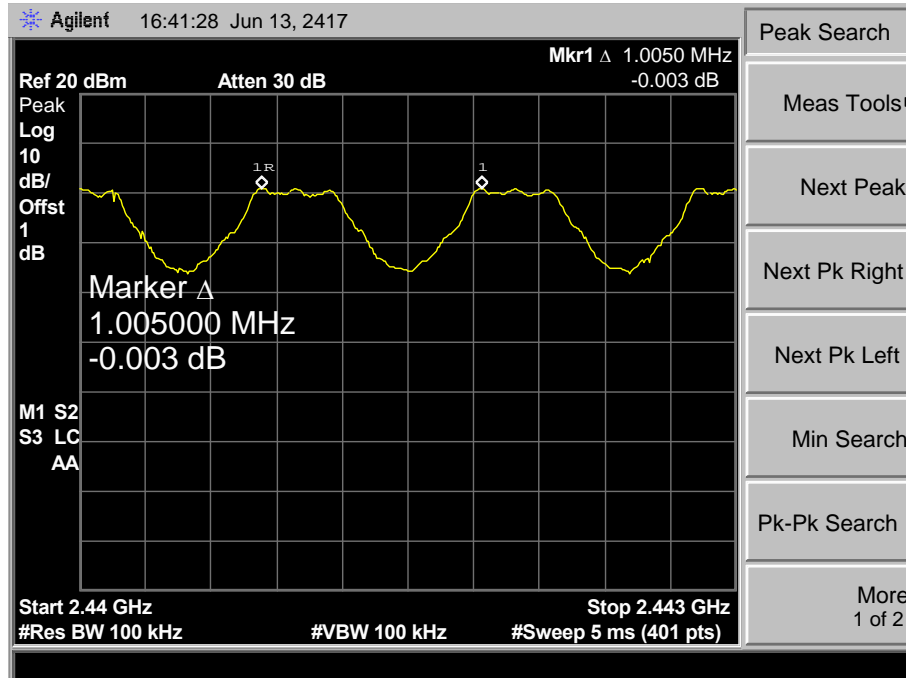 Agilent 16:41:28 Jun 13, 2417
Mkr1 Δ 1.0050 MHz
Ref 20 dBm Atten 30 dB -0.003 dB
Peak
Log
10
dB/
Offst
1
dB
1R 1
Marker Δ
1.005000 MHz
-0.003 dB
M1 S2
S3 LC
AA
Start 2.44 GHz Stop 2.443 GHz
#Res BW 100 kHz #VBW 100 kHz #Sweep 5 ms (401 pts)
Peak Search
Meas Tools
Next Peak
Next Pk Right
Next Pk Left
Min Search
Pk-Pk Search
More
1 of 2